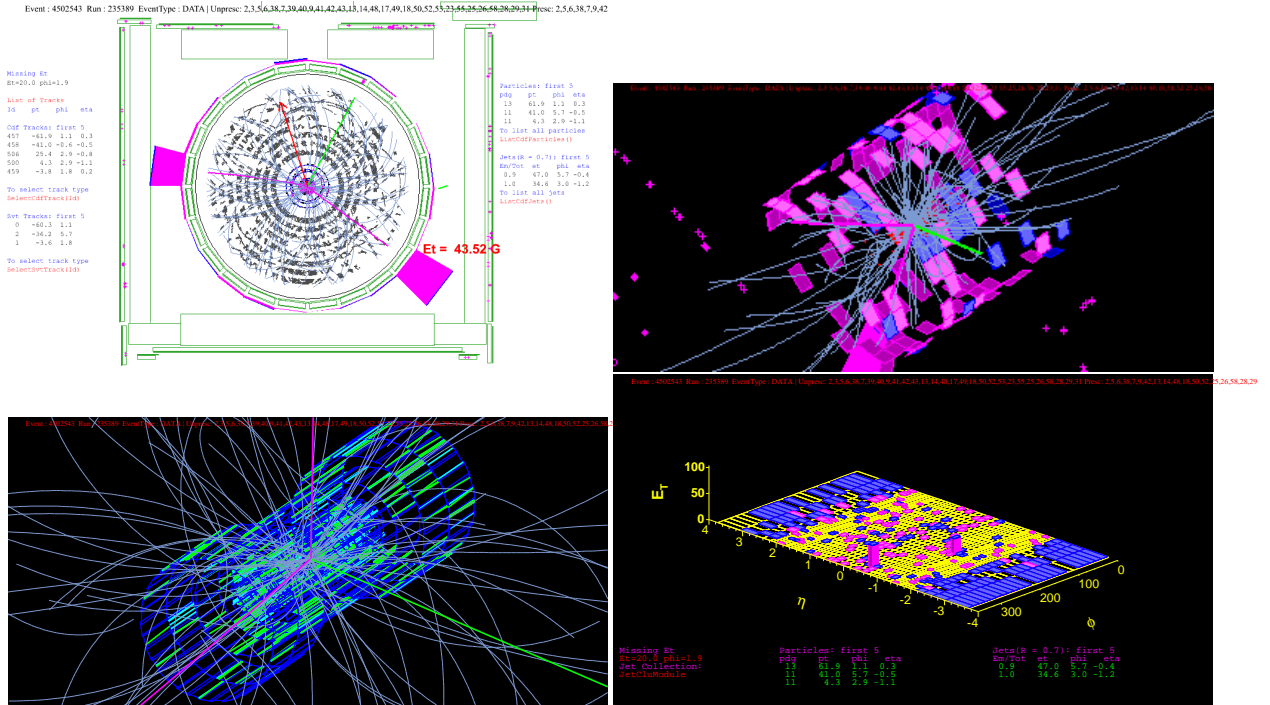 Event : 4502543 Run : 235389 EventType : DATA | Unpresc: 2,3,5,6,38,7,39,40,9,41,42,43,13,14,48,17,49,18,50,52,53,23,55,25,26,58,28,29,31 Presc: 2,5,6,38,7,9,42
Missing Et
Et=20.0 phi=1.9
List of Tracks
Id pt phi eta
Cdf Tracks: first 5
457 -61.9 1.1 0.3
458 -41.0 -0.6 -0.5
506 25.4 2.9 -0.8
500 4.3 2.9 -1.1
459 -3.8 1.8 0.2
To select track type
SelectCdfTrack(Id)
Svt Tracks: first 5
0 -60.3 1.1
2 -36.2 5.7
1 -3.6 1.8
To select track type
SelectSvtTrack(Id)
Particles: first 5
pdg pt phi eta
13 61.9 1.1 0.3
11 41.0 5.7 -0.5
11 4.3 2.9 -1.1
To list all particles
ListCdfParticles()
Jets(R = 0.7): first 5
Em/Tot et phi eta
0.9 47.0 5.7 -0.4
1.0 34.6 3.0 -1.2
To list all jets
ListCdfJets()
Et = 43.52 G
Event : 4502543 Run : 235389 EventType : DATA | Unpresc:
Event : 4502543 Run : 235389 EventType : DATA | Unpresc: 2,3,5,6,38,7,39,40,9,41,42,43,13,14,48,17,49,18,50,52,53,23,55,25,26,58,28,29,31 Presc: 2,5,6,38,7,9,42,13,14,48,18,50,52,25,26,58,28,29
Event : 4502543 Run : 235389 EventType : DATA | Unpresc:
ET
100
50
0
4
3
2
1
0
-1
-2
-3
-4
η
300
200
100
0
ϕ
Missing Et
Et=20.0 phi=1.9
Jet Collection:
JetCluModule
Particles: first 5
pdg pt phi eta
13 61.9 1.1 0.3
11 41.0 5.7 -0.5
11 4.3 2.9 -1.1
Jets(R = 0.7): first 5
Em/Tot et phi eta
0.9 47.0 5.7 -0.4
1.0 34.6 3.0 -1.2